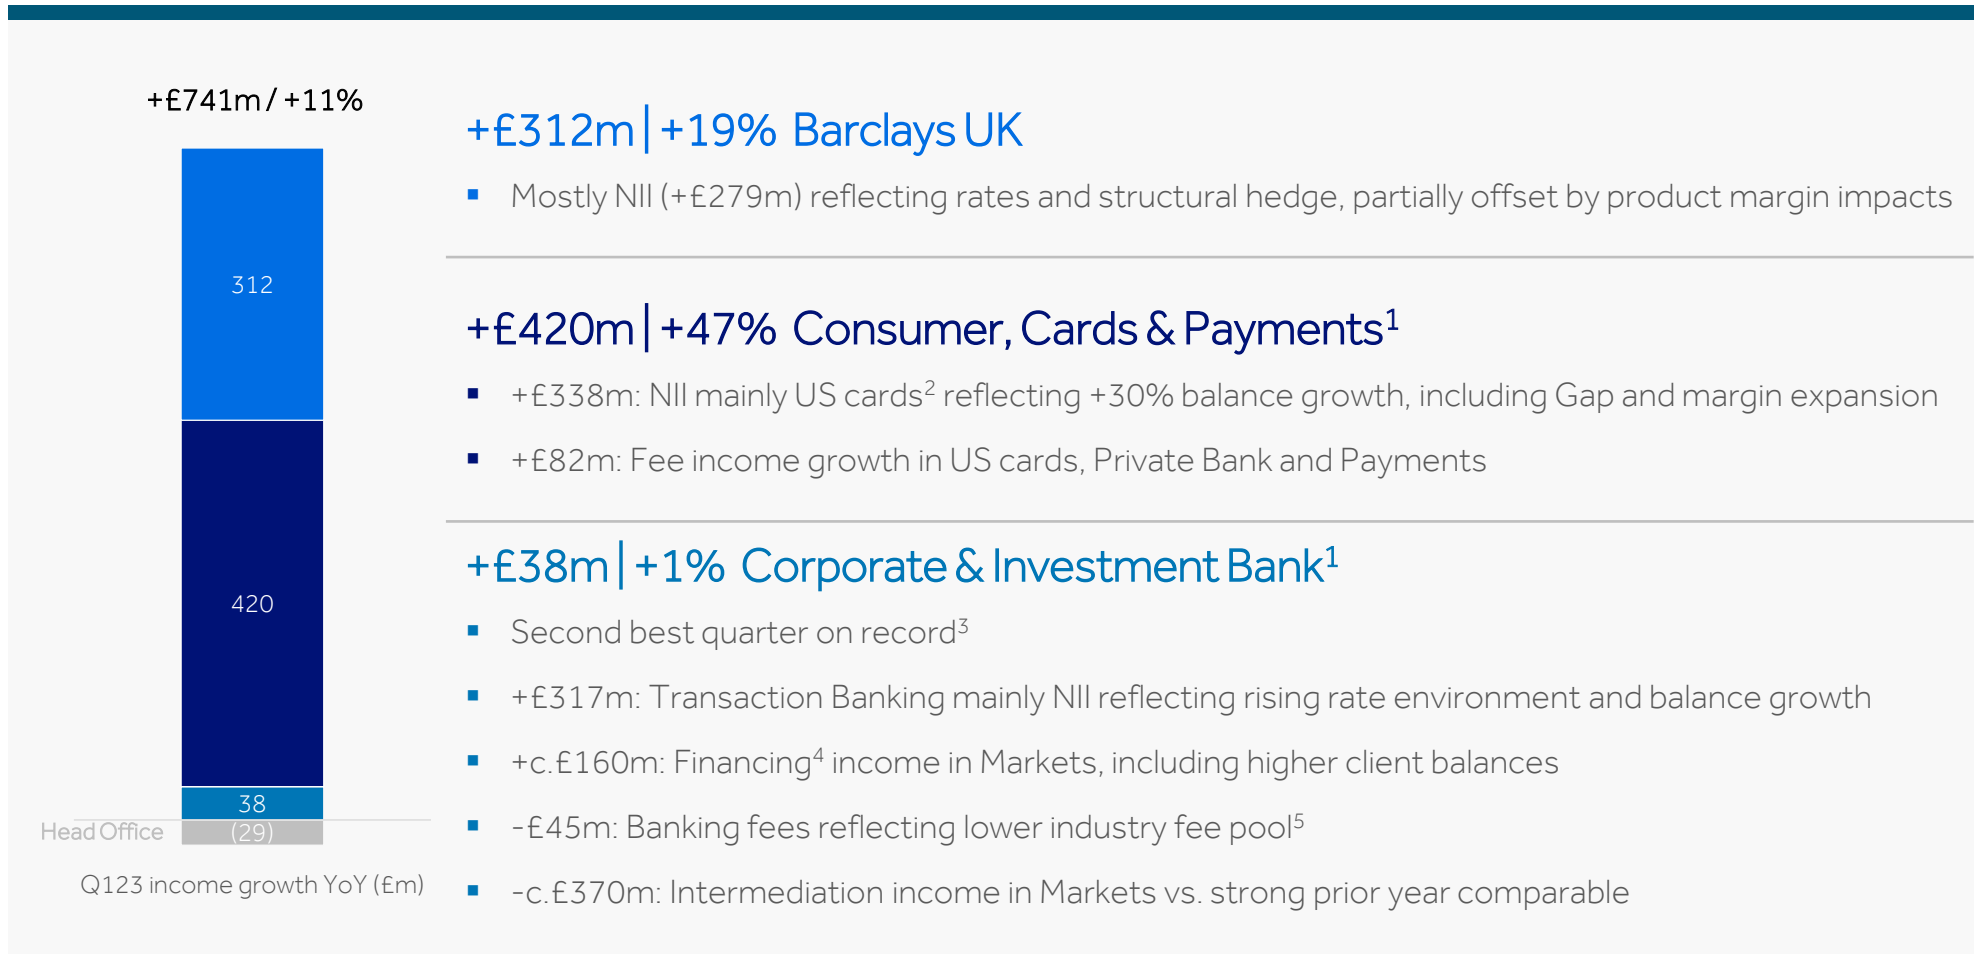 +£741m / +11%
312
420
38
Head Office
(29)
Q123 income growth YoY (£m)
+£312m | +19% Barclays UK
▪ Mostly NII (+£279m) reflecting rates and structural hedge, partially offset by product margin impacts
+£420m | +47% Consumer, Cards & Payments¹
▪ +£338m: NII mainly US cards² reflecting +30% balance growth, including Gap and margin expansion
▪ +£82m: Fee income growth in US cards, Private Bank and Payments
+£38m | +1% Corporate & Investment Bank¹
▪ Second best quarter on record³
▪ +£317m: Transaction Banking mainly NII reflecting rising rate environment and balance growth
▪ +c.£160m: Financing⁴ income in Markets, including higher client balances
▪ -£45m: Banking fees reflecting lower industry fee pool⁵
▪ -c.£370m: Intermediation income in Markets vs. strong prior year comparable